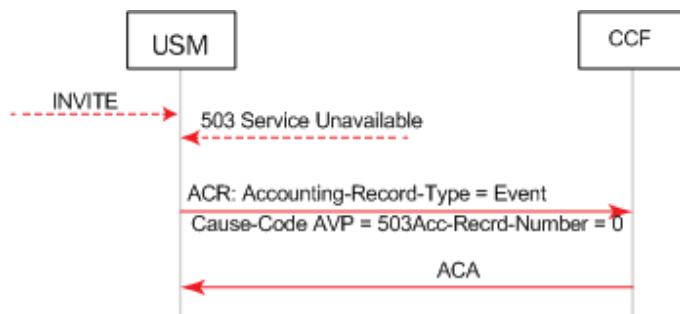 USM
CCF
INVITE
503 Service Unavailable
ACR: Accounting-Record-Type = Event
Cause-Code AVP = 503Acc-Recrd-Number = 0
ACA